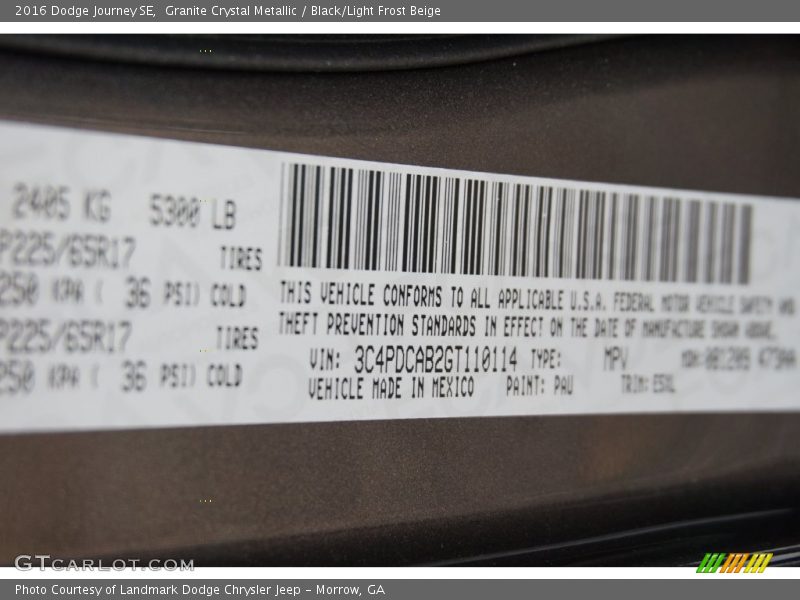 2016 Dodge Journey SE, Granite Crystal Metallic / Black/Light Frost Beige
2405 KG 5300 LB
P225/65R17 TIRES
250 KPA ( 36 PSI) COLD
P225/65R17 TIRES
250 KPA ( 36 PSI) COLD
THIS VEHICLE CONFORMS TO ALL APPLICABLE U.S.A. FEDERAL MOTOR VEHICLE SAFETY AND
THEFT PREVENTION STANDARDS IN EFFECT ON THE DATE OF MANUFACTURE SHOWN ABOVE.
VIN: 3C4PDCAB2GT110114 TYPE: MPV
VEHICLE MADE IN MEXICO PAINT: PAU TRIM:
GTCARLOT.COM
Photo Courtesy of Landmark Dodge Chrysler Jeep – Morrow, GA